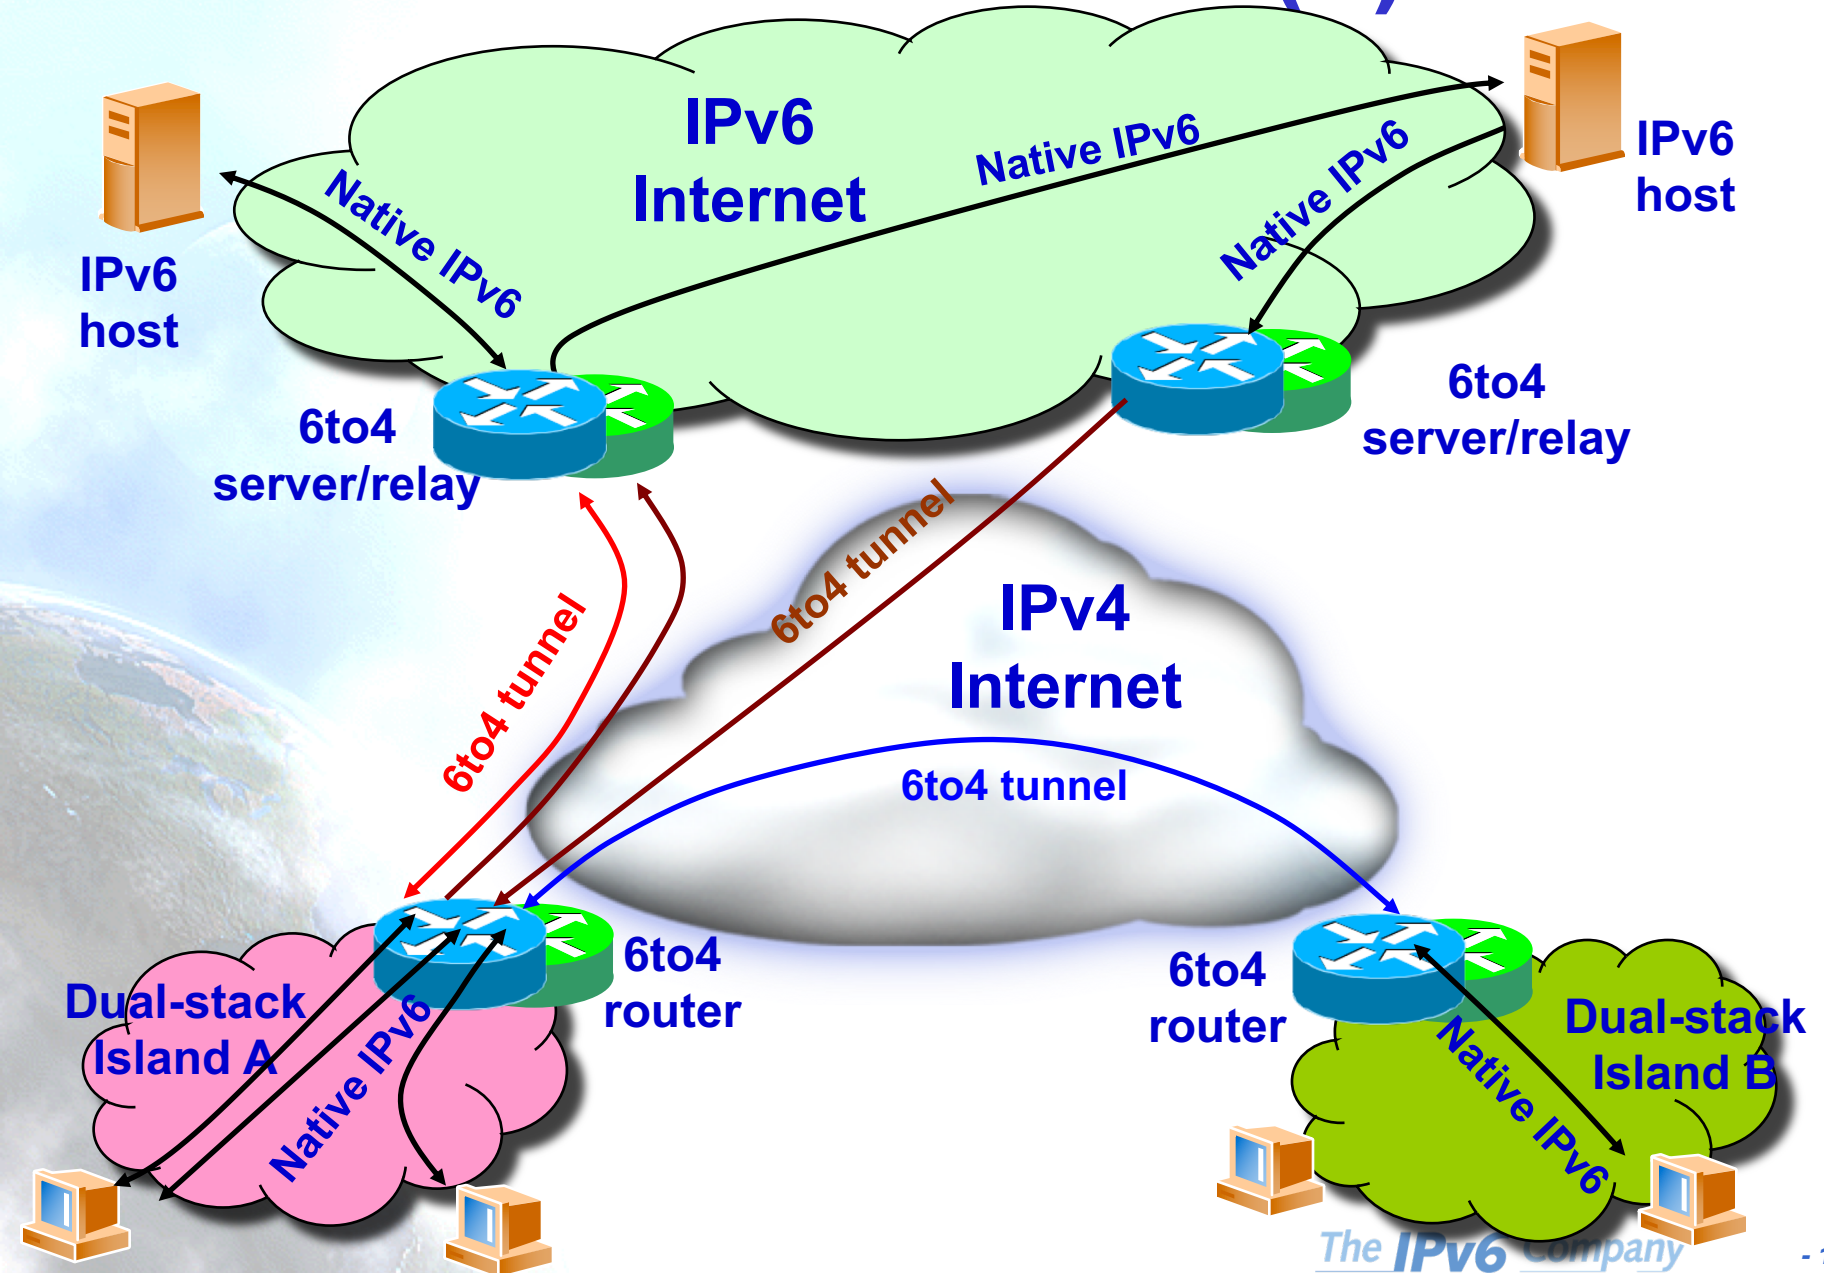 IPv6
Internet
Native IPv6
Native IPv6
Native IPv6
IPv6
host
IPv6
host
6to4
server/relay
6to4
server/relay
6to4 tunnel
6to4 tunnel
IPv4
Internet
6to4 tunnel
6to4
router
6to4
router
Dual-stack
Island A
Native IPv6
Dual-stack
Island B
Native IPv6
The IPv6 Company